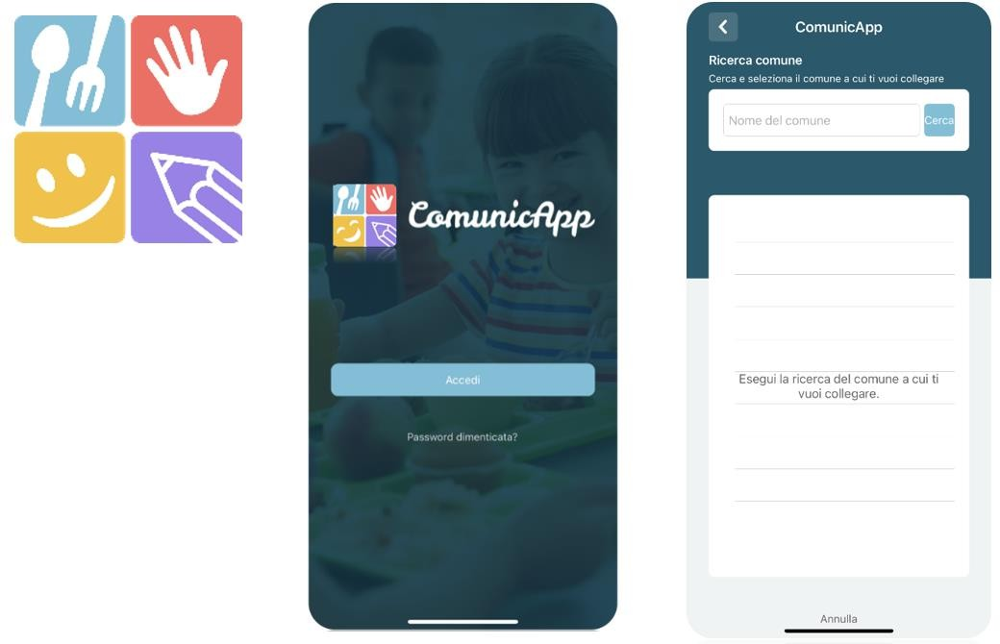 ComunicApp
Accedi
Password dimenticata?
ComunicApp
Ricerca comune
Cerca e seleziona il comune a cui ti vuoi collegare
Nome del comune
Cerca
Esegui la ricerca del comune a cui ti
vuoi collegare.
Annulla